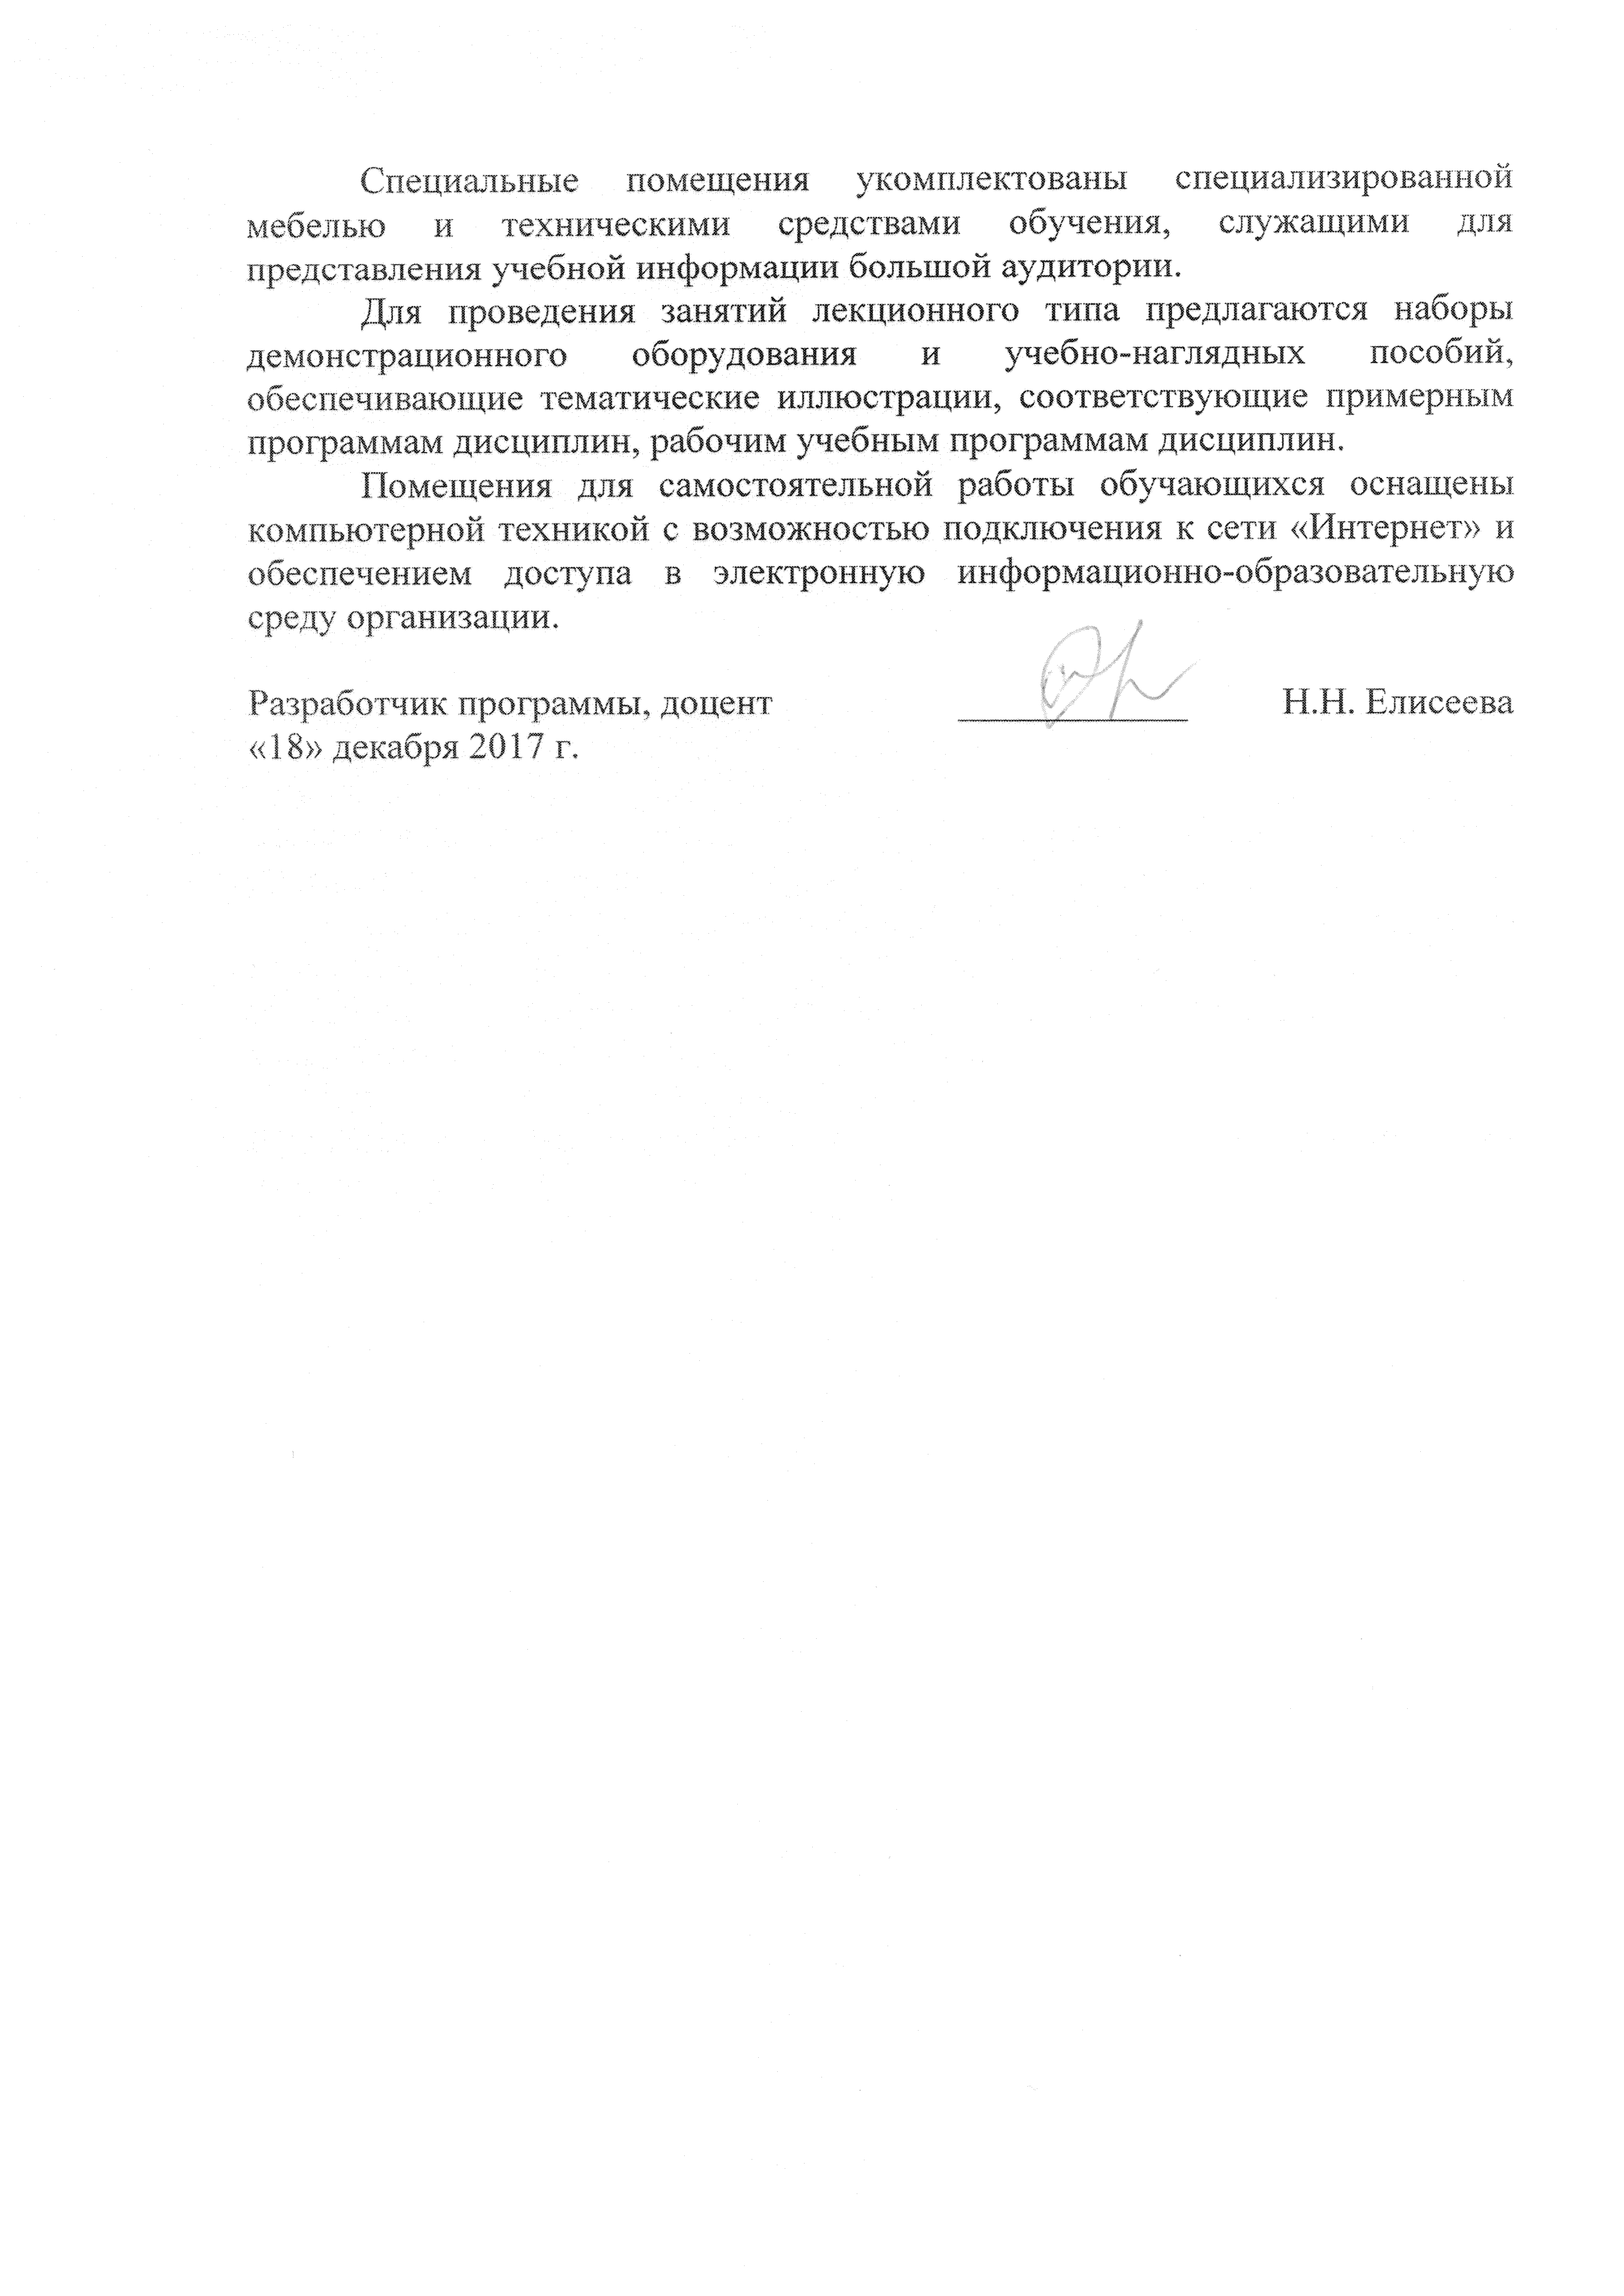 Специальные помещения укомплектованы специализированной
мебелью и техническими средствами обучения, служащими для
представления учебной информации большой аудитории.
Для проведения занятий лекционного типа предлагаются наборы
демонстрационного оборудования и учебно-наглядных пособий,
обеспечивающие тематические иллюстрации, соответствующие примерным
программам дисциплин, рабочим учебным программам дисциплин.
Помещения для самостоятельной работы обучающихся оснащены
компьютерной техникой с возможностью подключения к сети «Интернет» и
обеспечением доступа в электронную информационно-образовательную
среду организации.
Разработчик программы, доцент Н.Н. Елисеева
«18» декабря 2017 г.